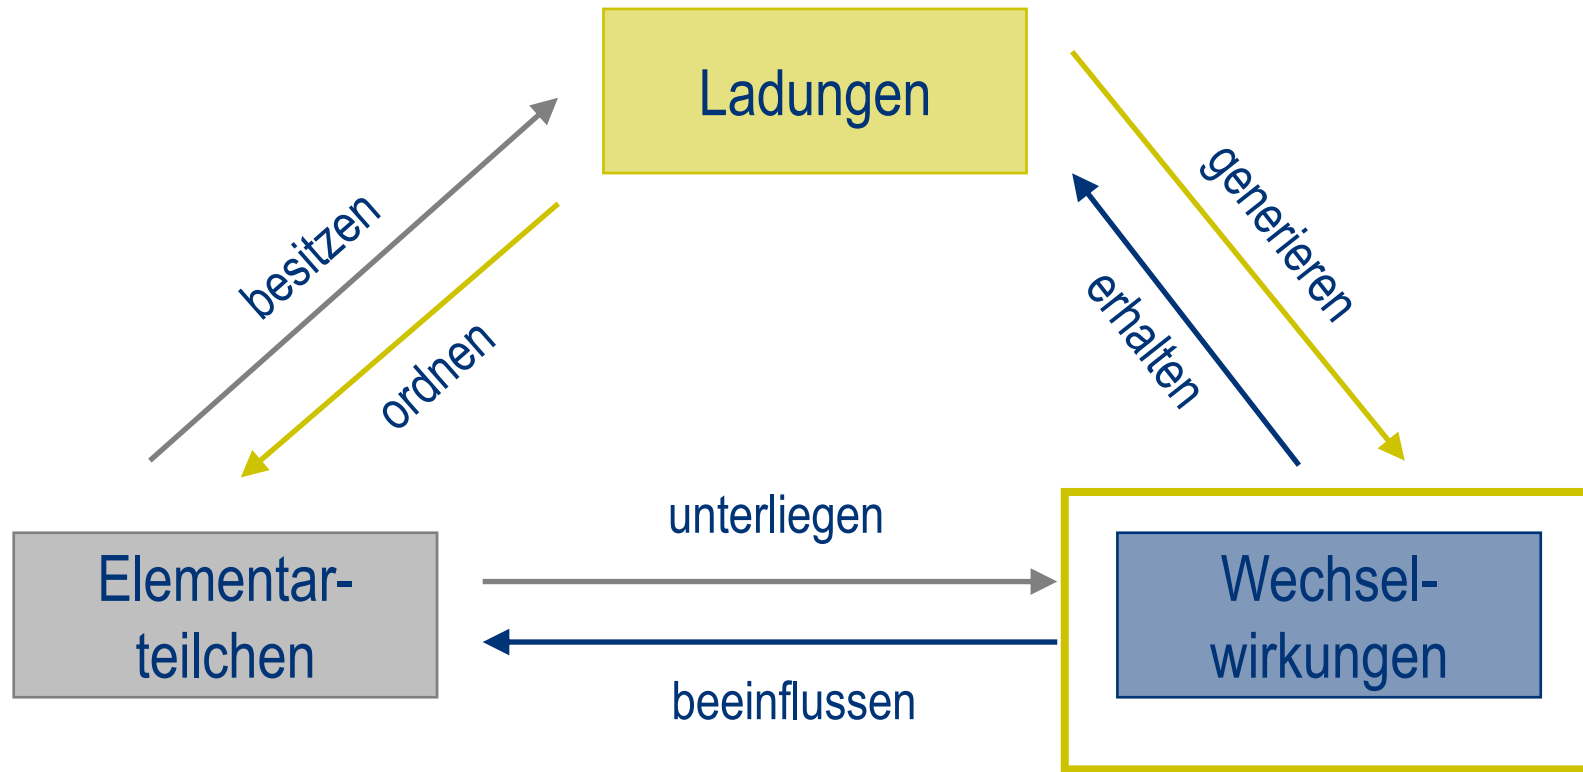 Ladungen
besitzen
ordnen
generieren
erhalten
unterliegen
Elementar-
teilchen
Wechsel-
wirkungen
beeinflussen